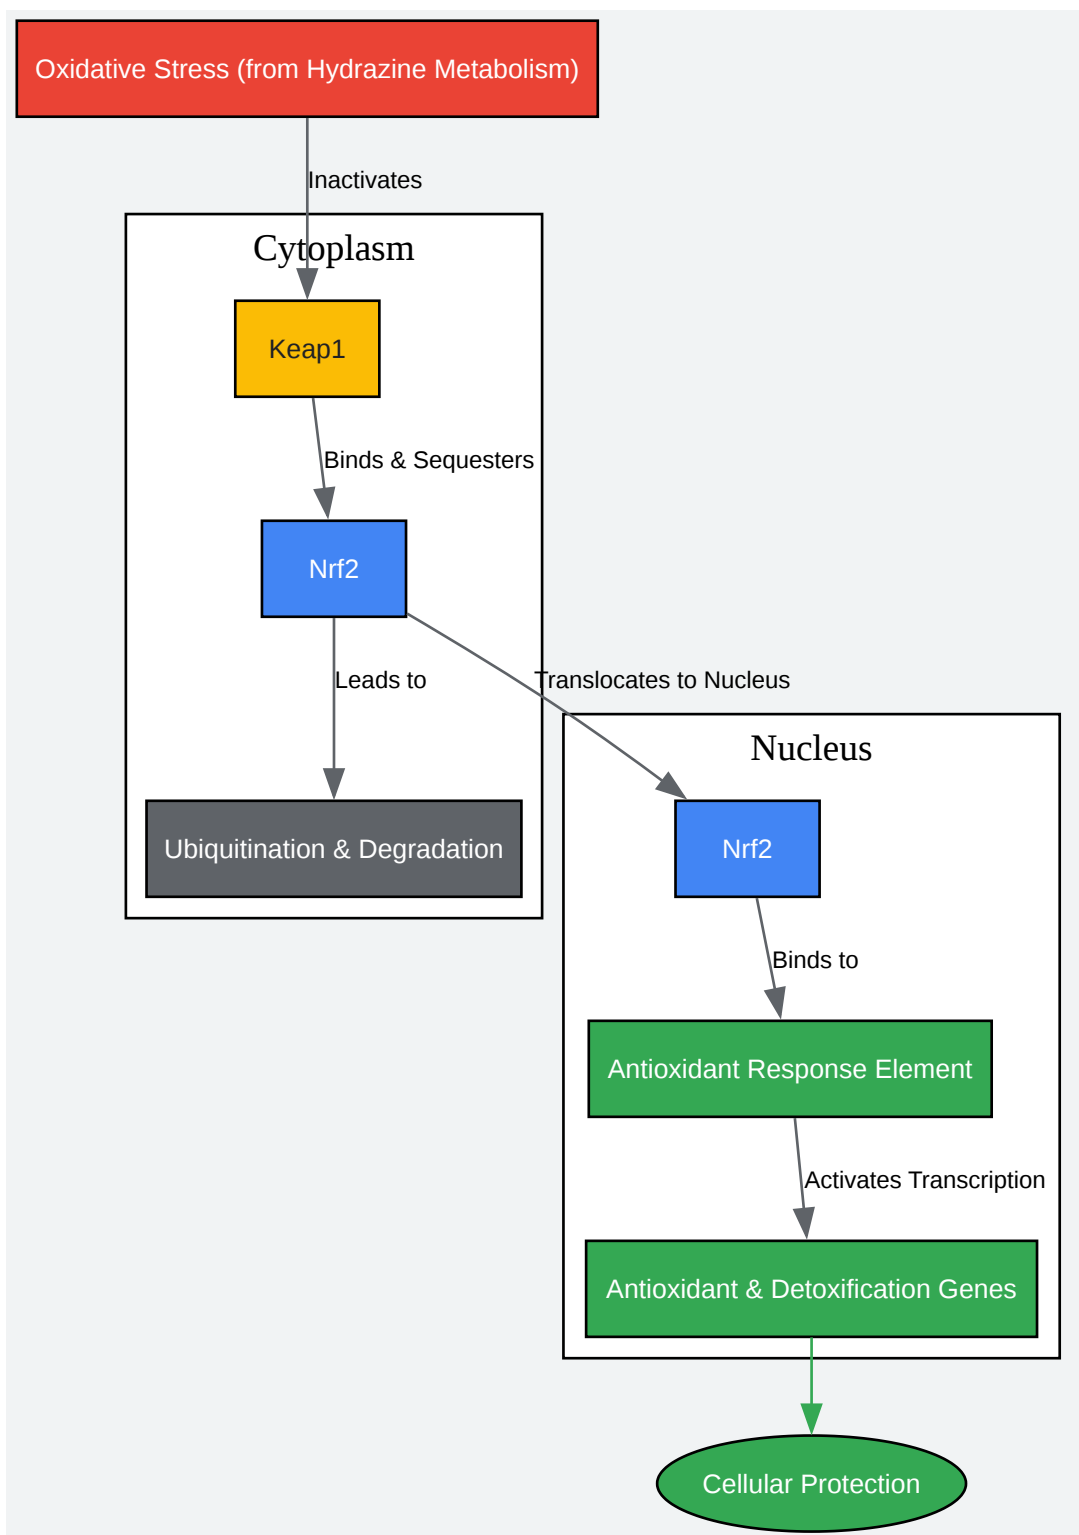 Oxidative Stress (from Hydrazine Metabolism)
Inactivates
Cytoplasm
Keap1
Binds & Sequesters
Nrf2
Leads to
Translocates to Nucleus
Nucleus
Ubiquitination & Degradation
Nrf2
Binds to
Antioxidant Response Element
Activates Transcription
Antioxidant & Detoxification Genes
Cellular Protection